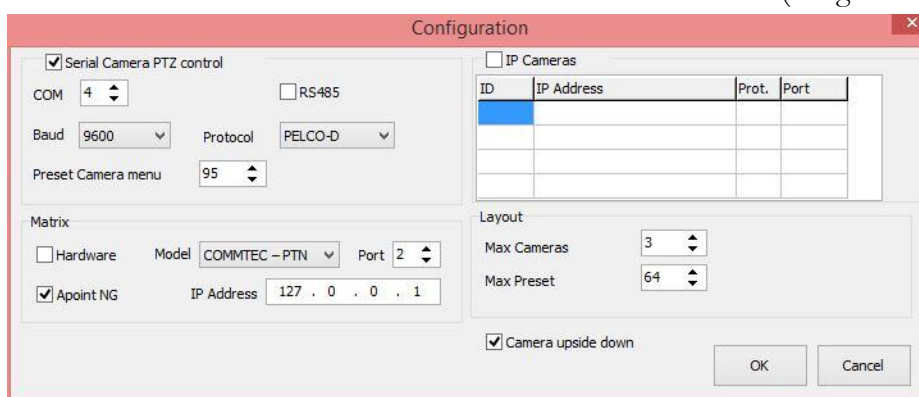 Configuration
Serial Camera PTZ control
COM 4 RS485
Baud 9600 Protocol PELCO-D
Preset Camera menu 95
IP Cameras
ID IP Address Prot. Port
Matrix
Hardware Model COMMTEC – PTN Port 2
Apoint NG IP Address 127 . 0 . 0 . 1
Layout
Max Cameras 3
Max Preset 64
Camera upside down
OK Cancel